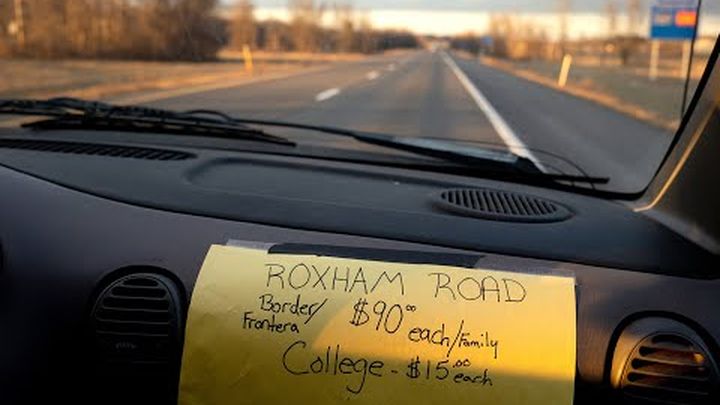 ROXHAM ROAD
Border/
Frontera $90.00 each/Family
College - $15.00 each